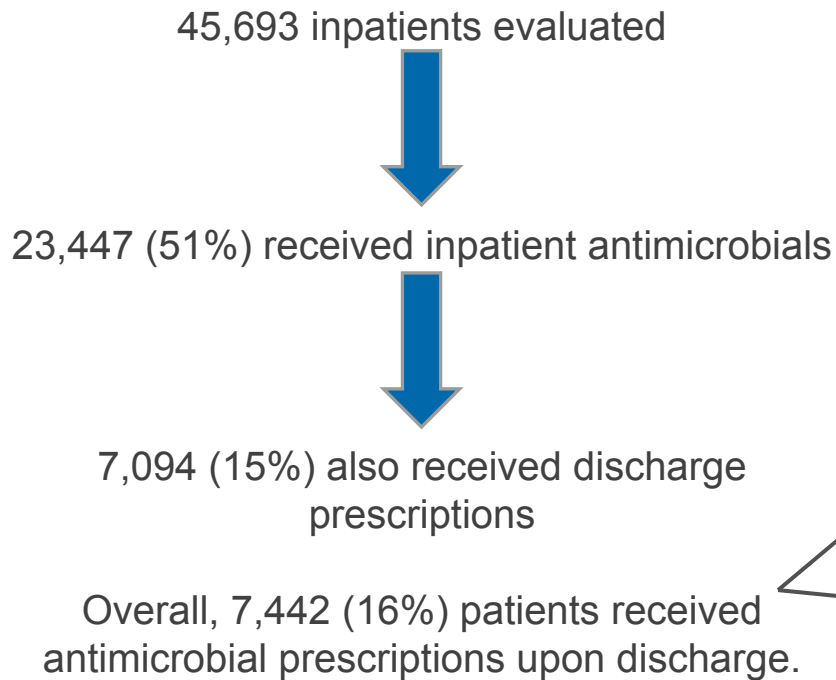 45,693 inpatients evaluated
23,447 (51%) received inpatient antimicrobials
7,094 (15%) also received discharge
prescriptions
Overall, 7,442 (16%) patients received
antimicrobial prescriptions upon discharge.